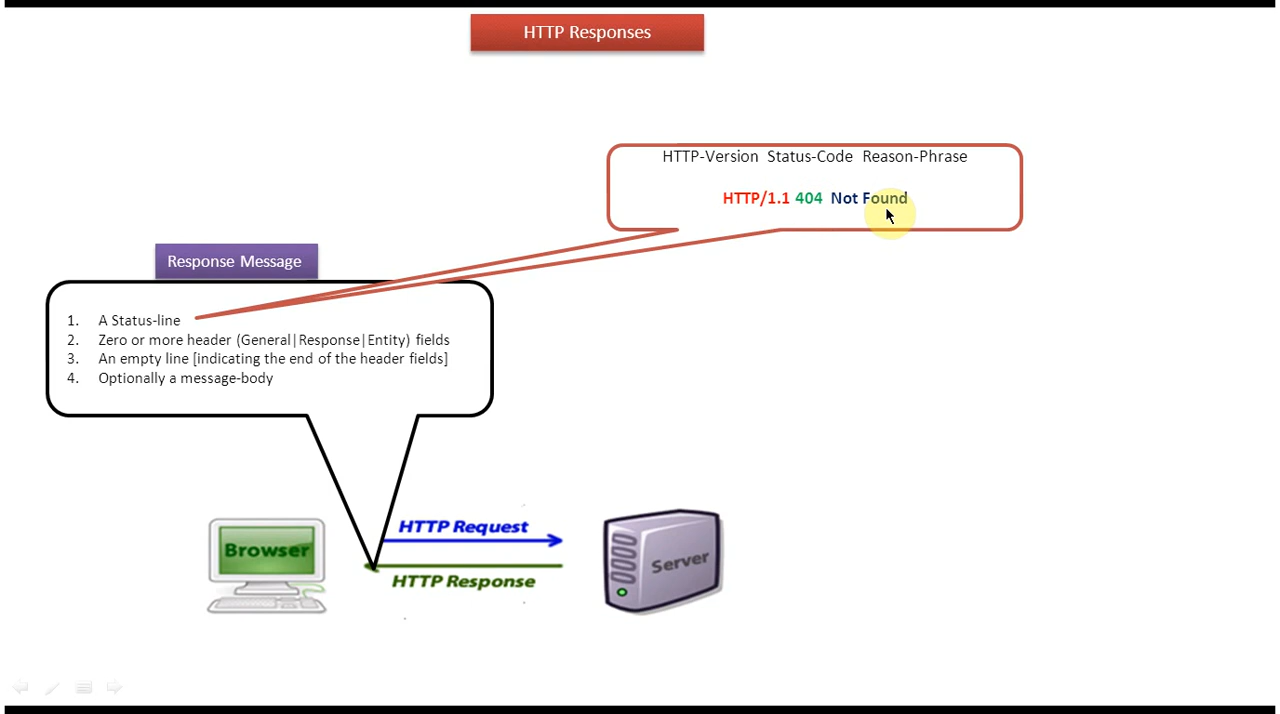 HTTP Responses
HTTP-Version Status-Code Reason-Phrase
HTTP/1.1 404 Not Found
Response Message
1. A Status-line
2. Zero or more header (General|Response|Entity) fields
3. An empty line [indicating the end of the header fields]
4. Optionally a message-body
HTTP Request
Browser
Server
HTTP Response